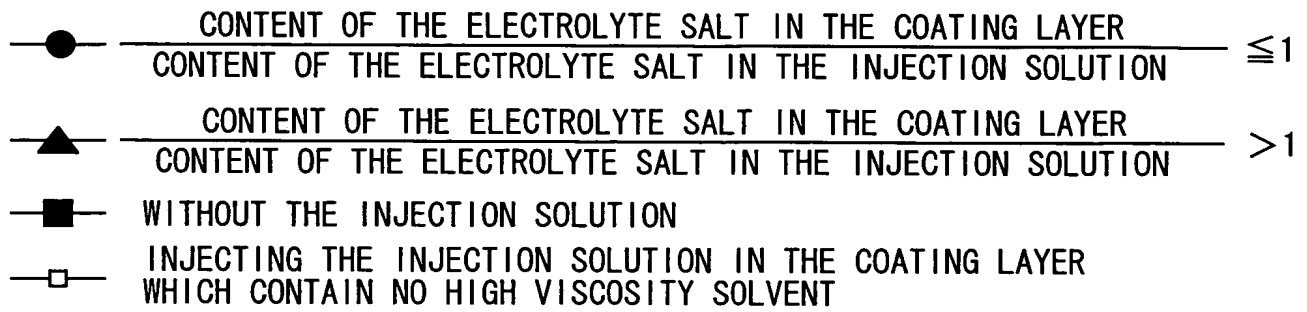 CONTENT OF THE ELECTROLYTE SALT IN THE COATING LAYER
CONTENT OF THE ELECTROLYTE SALT IN THE INJECTION SOLUTION ≦1
CONTENT OF THE ELECTROLYTE SALT IN THE COATING LAYER
CONTENT OF THE ELECTROLYTE SALT IN THE INJECTION SOLUTION >1
WITHOUT THE INJECTION SOLUTION
INJECTING THE INJECTION SOLUTION IN THE COATING LAYER
WHICH CONTAIN NO HIGH VISCOSITY SOLVENT